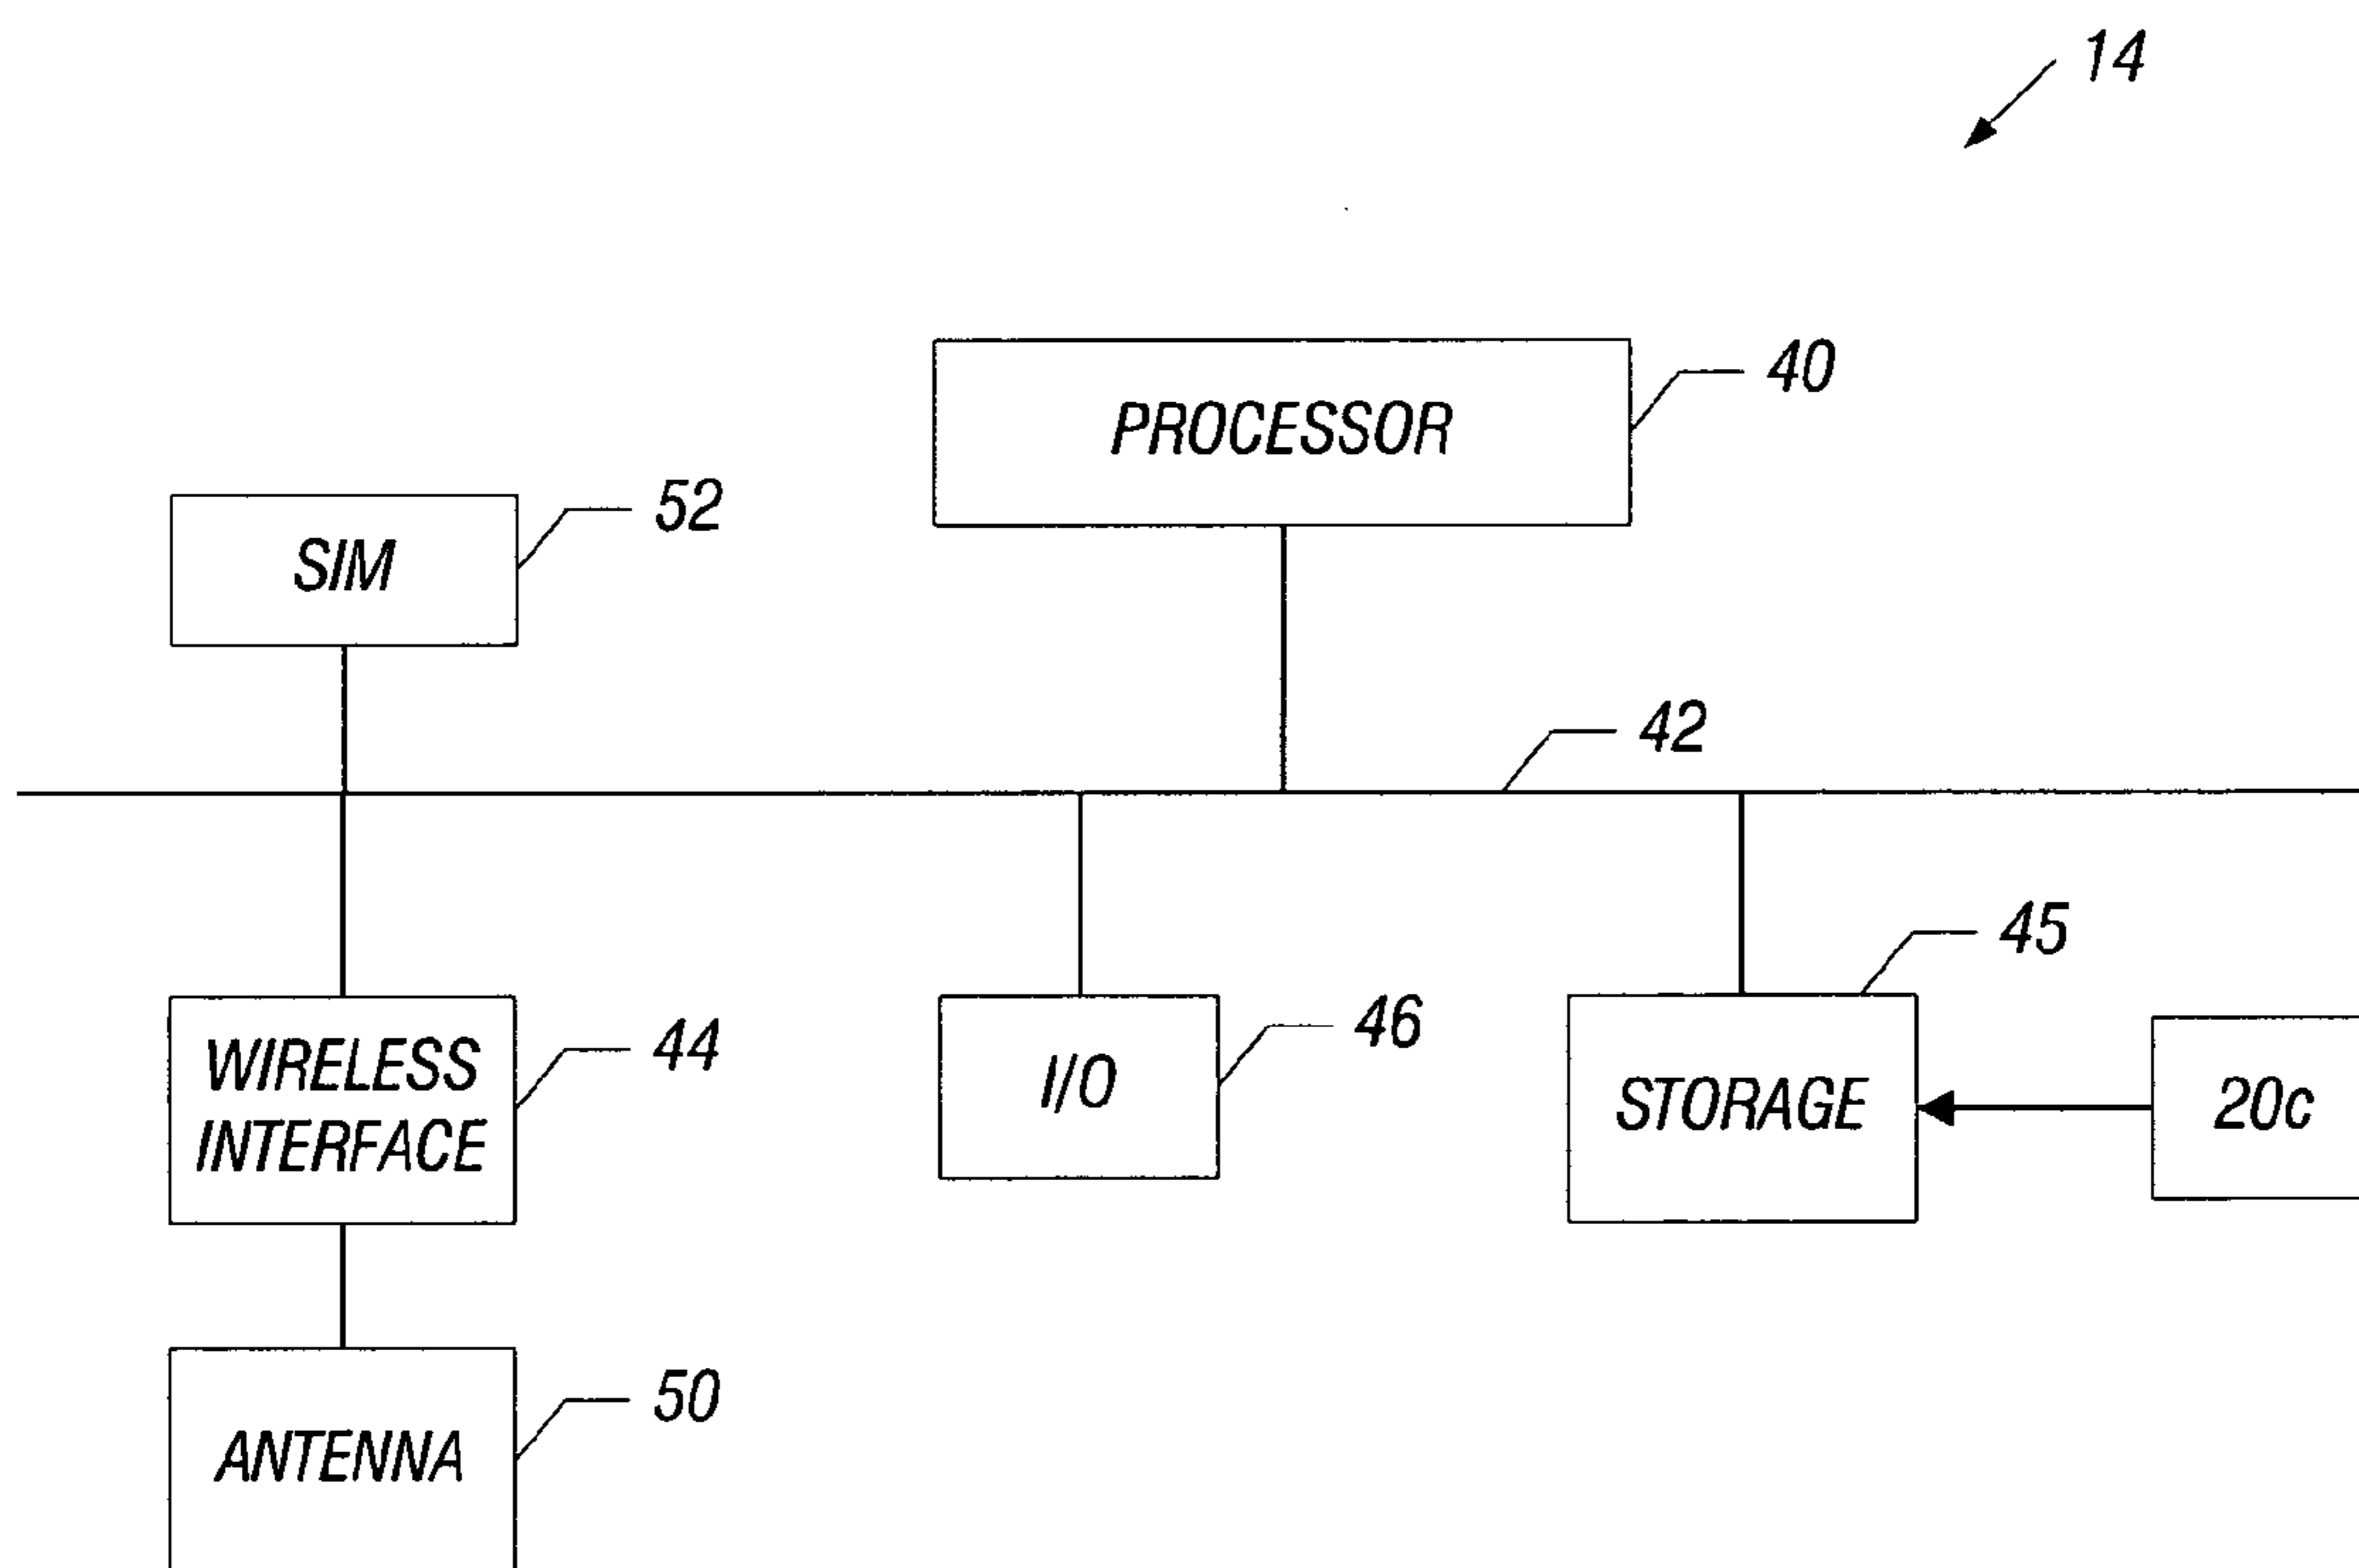 14
40
PROCESSOR
52
SIM
42
45
46
44
WIRELESS
INTERFACE
I/O
STORAGE
20c
50
ANTENNA